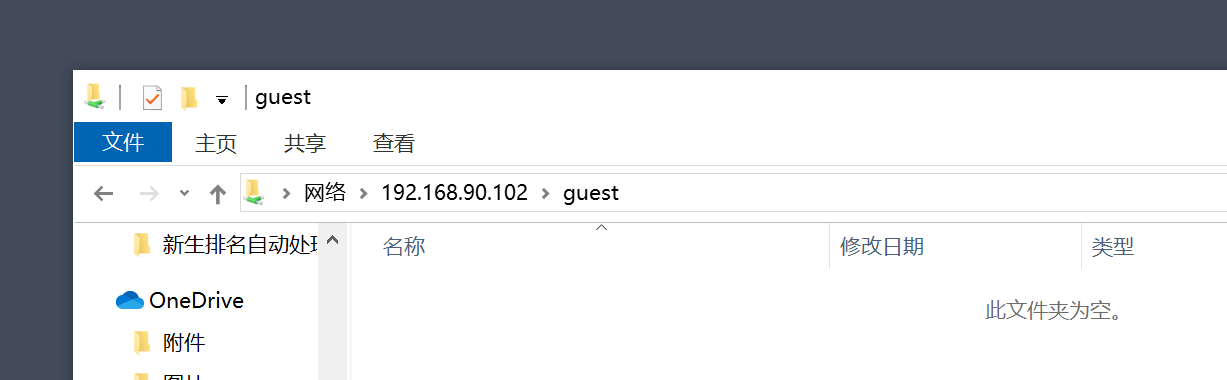 guest
文件 主页 共享 查看
网络 192.168.90.102 guest
新生排名自动处理
名称 修改日期 类型
OneDrive
此文件夹为空。
附件